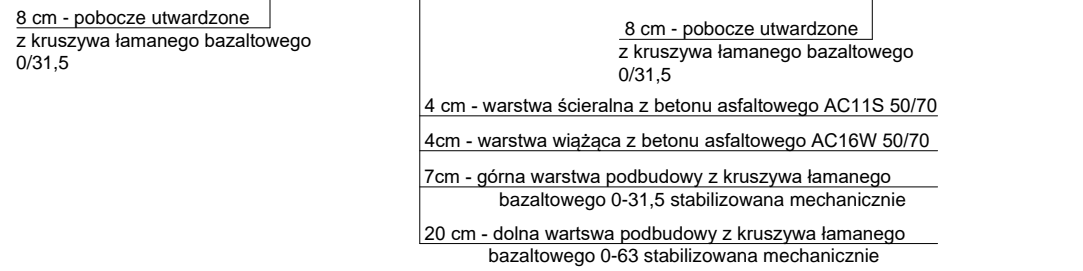 8 cm - pobocze utwardzone
z kruszywa łamanego bazaltowego
0/31,5
8 cm - pobocze utwardzone
z kruszywa łamanego bazaltowego
0/31,5
4 cm - warstwa ścieralna z betonu asfaltowego AC11S 50/70
4cm - warstwa wiążąca z betonu asfaltowego AC16W 50/70
7cm - górna warstwa podbudowy z kruszywa łamanego
bazaltowego 0-31,5 stabilizowana mechanicznie
20 cm - dolna wartswa podbudowy z kruszywa łamanego
bazaltowego 0-63 stabilizowana mechanicznie